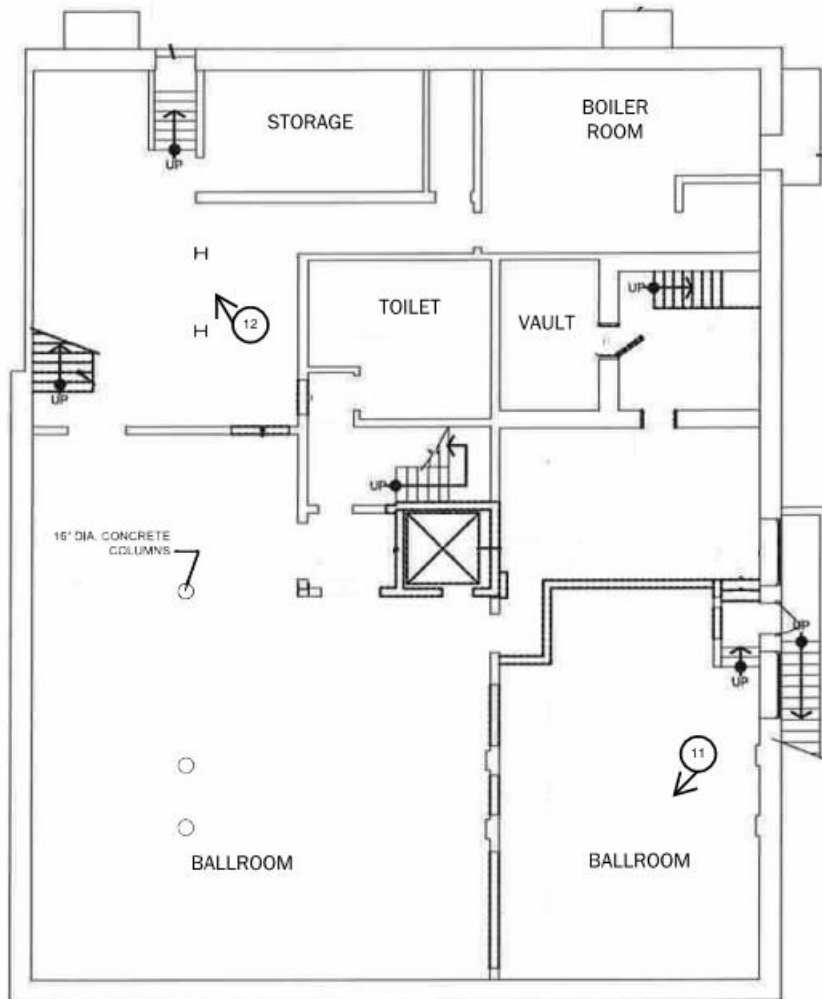 STORAGE
BOILER
ROOM
UP
TOILET
VAULT
UP
12
UP
UP
16" DIA. CONCRETE
COLUMNS
UP
UP
11
BALLROOM
BALLROOM